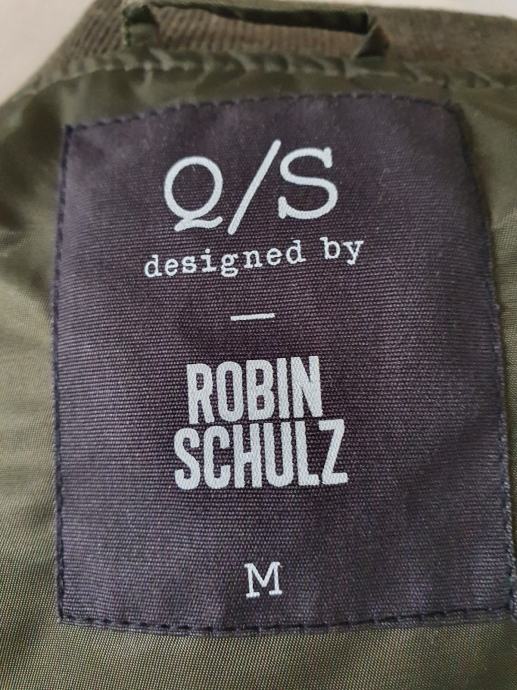 Q/S
designed by
—
ROBIN
SCHULZ
M